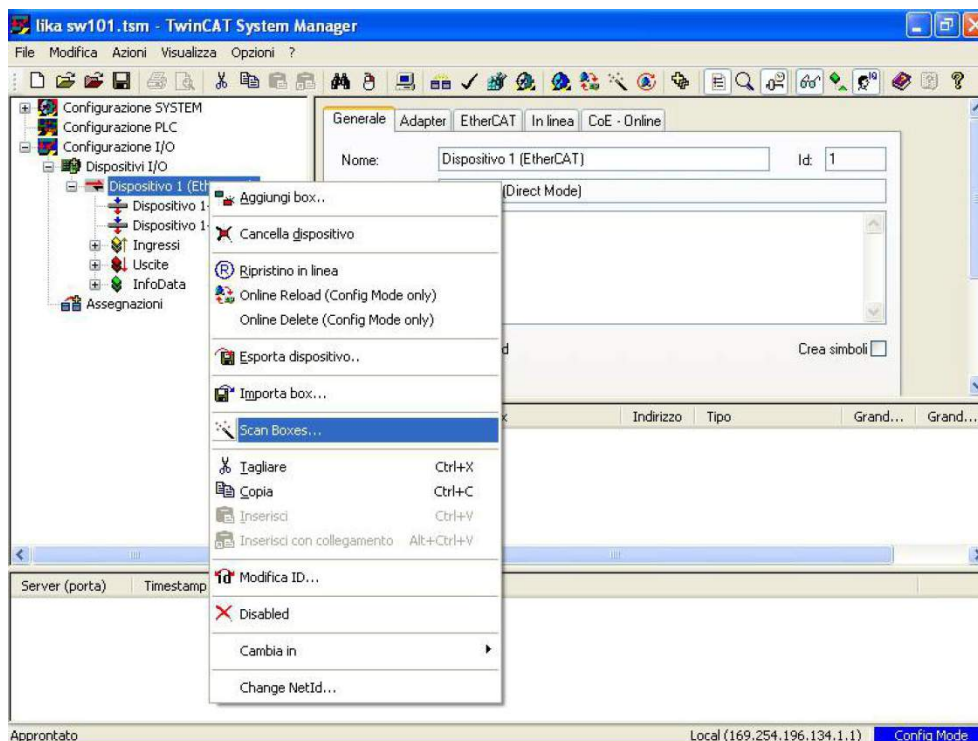 lika sw101.tsm - TwinCAT System Manager
File Modifica Azioni Visualizza Opzioni ?
Configurazione SYSTEM
Configurazione PLC
Configurazione I/O
Dispositivi I/O
Dispositivo 1 (Eth
Dispositivo 1-
Dispositivo 1-
Ingressi
Uscite
InfoData
Assegnazioni
Generale Adapter EtherCAT In linea CoE - Online
Nome: Dispositivo 1 (EtherCAT) Id: 1
(Direct Mode)
Crea simboli
Aggiungi box..
Cancella dispositivo
Ripristino in linea
Online Reload (Config Mode only)
Online Delete (Config Mode only)
Esporta dispositivo..
Importa box...
Scan Boxes...
Tagliare Ctrl+X
Copia Ctrl+C
Inserisci Ctrl+V
Inserisci con collegamento Alt+Ctrl+V
Modifica ID...
Disabled
Cambia in
Change NetId...
Indirizzo Tipo Grand... Grand...
Server (porta) Timestamp
Approntato Local (169.254.196.134.1.1) Config Mode